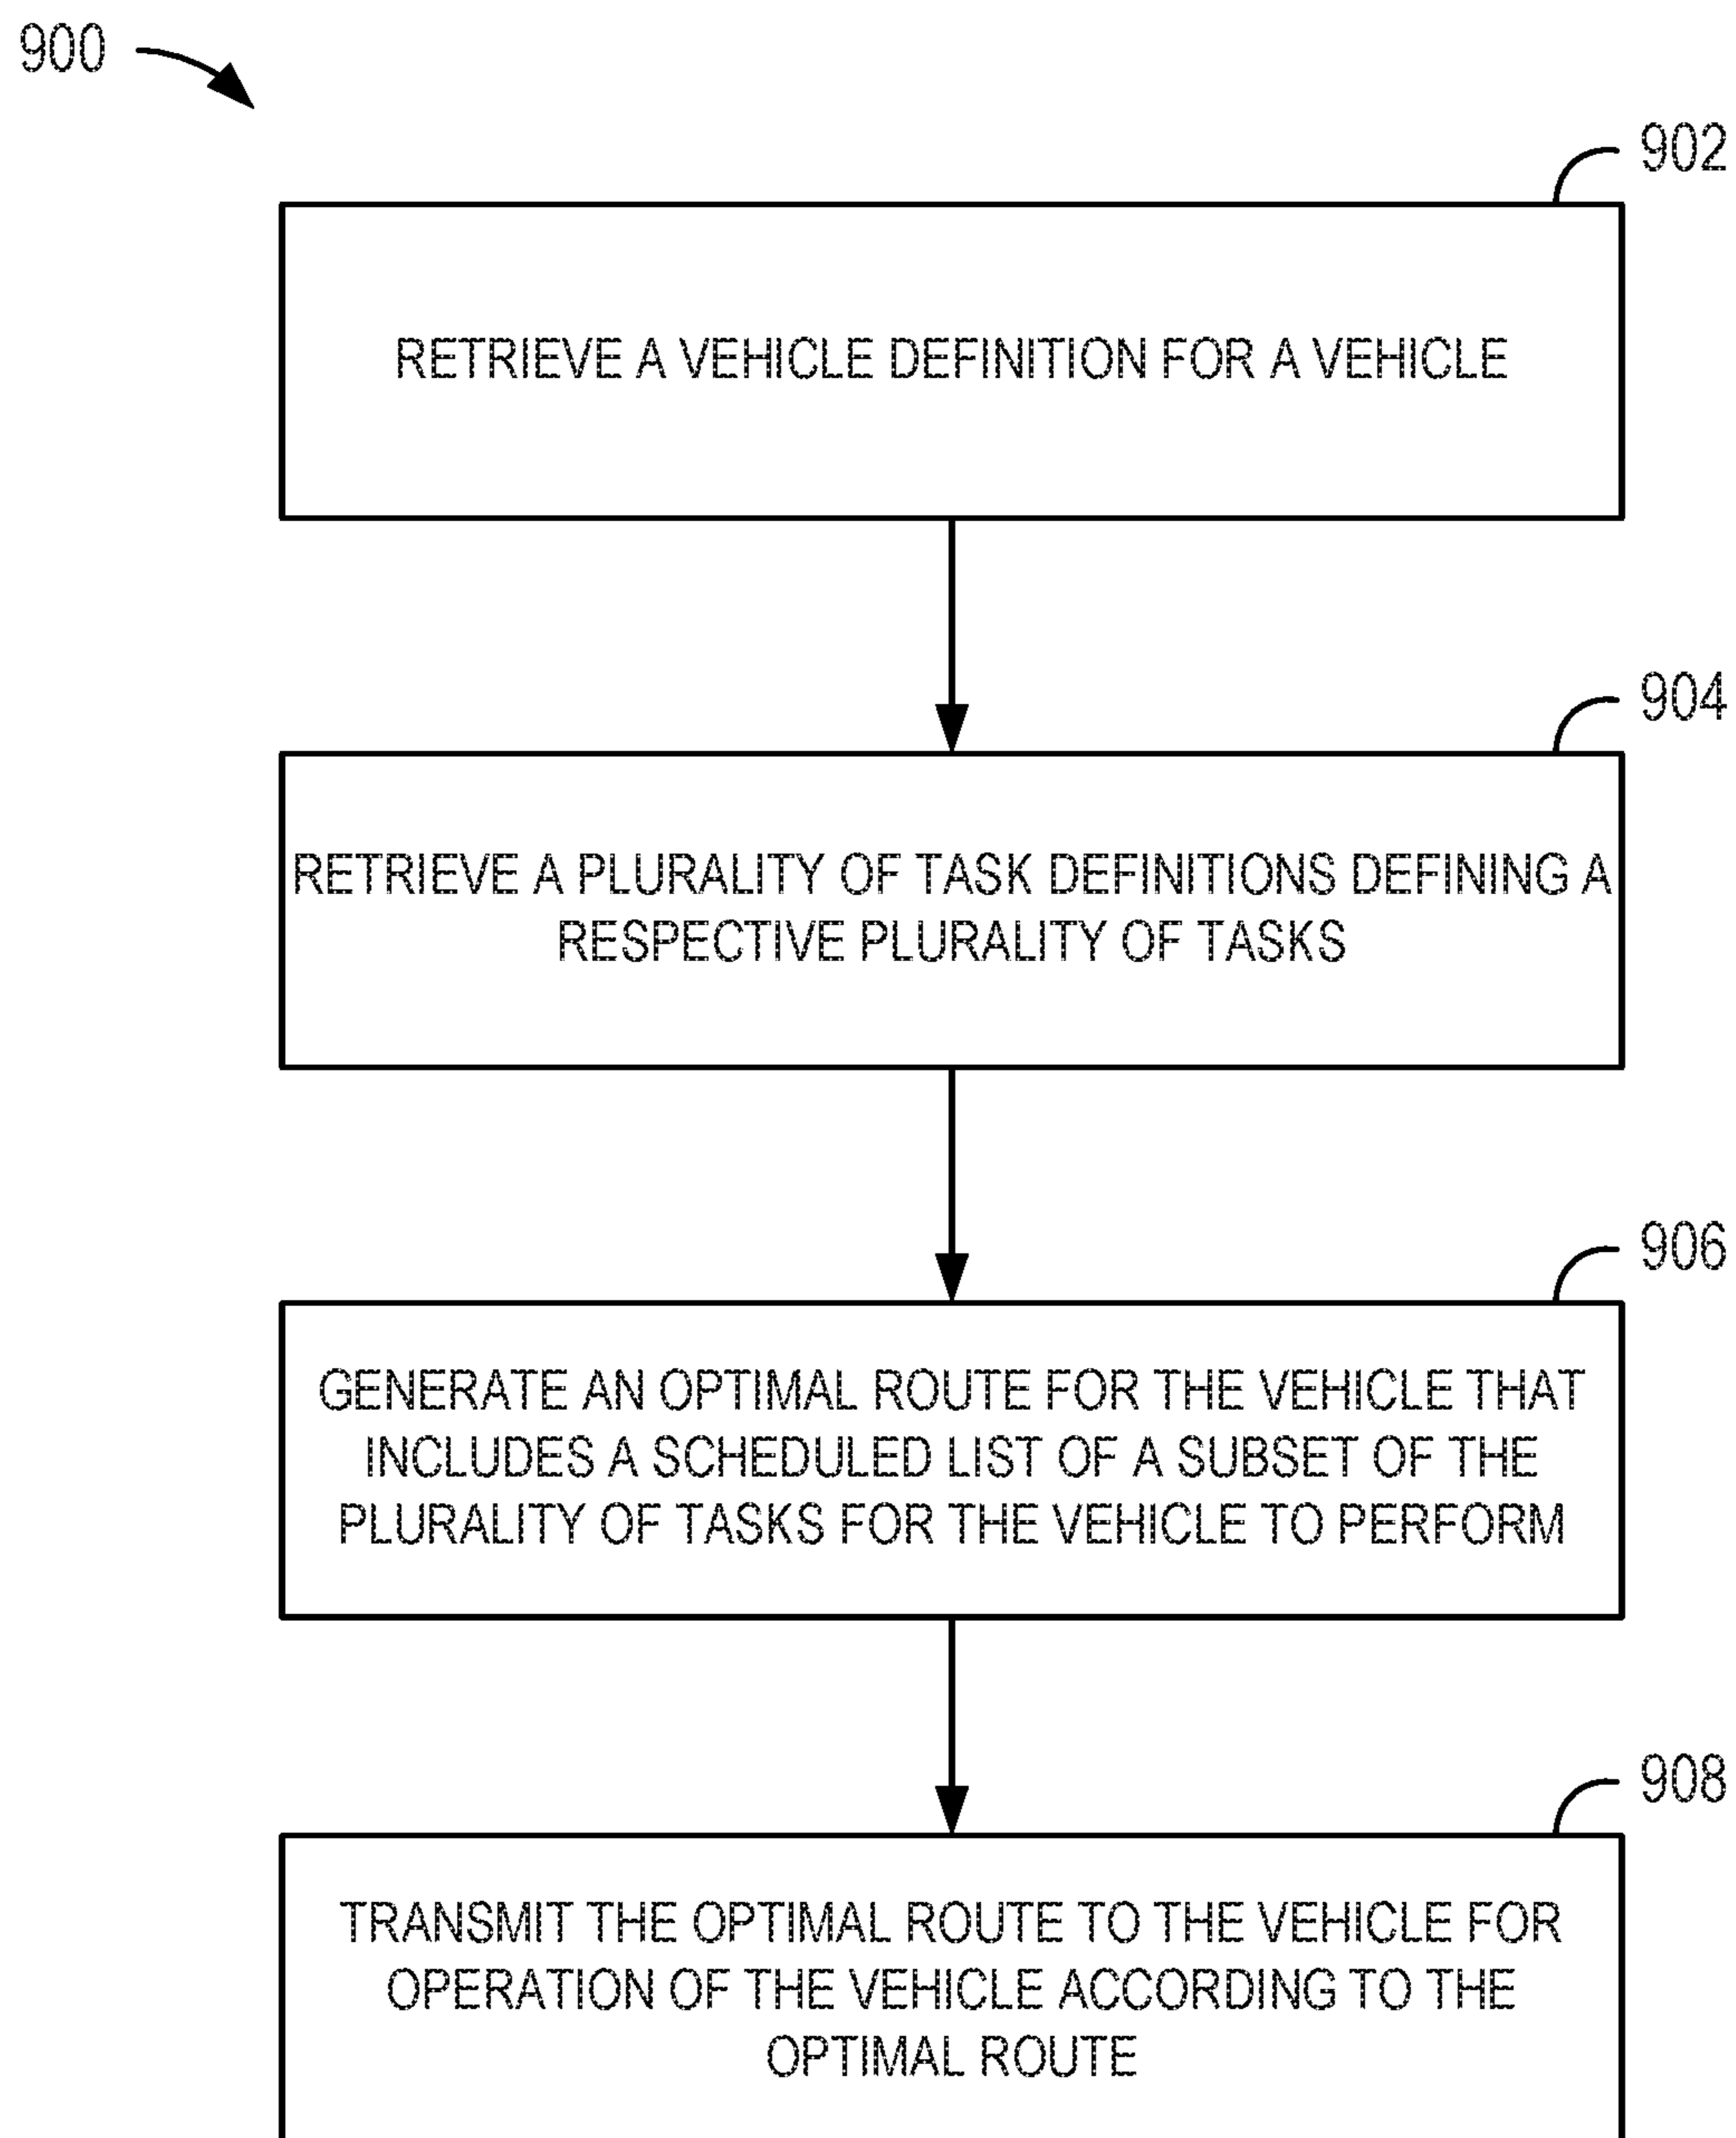 900
902
RETRIEVE A VEHICLE DEFINITION FOR A VEHICLE
904
RETRIEVE A PLURALITY OF TASK DEFINITIONS DEFINING A
RESPECTIVE PLURALITY OF TASKS
906
GENERATE AN OPTIMAL ROUTE FOR THE VEHICLE THAT
INCLUDES A SCHEDULED LIST OF A SUBSET OF THE
PLURALITY OF TASKS FOR THE VEHICLE TO PERFORM
908
TRANSMIT THE OPTIMAL ROUTE TO THE VEHICLE FOR
OPERATION OF THE VEHICLE ACCORDING TO THE
OPTIMAL ROUTE